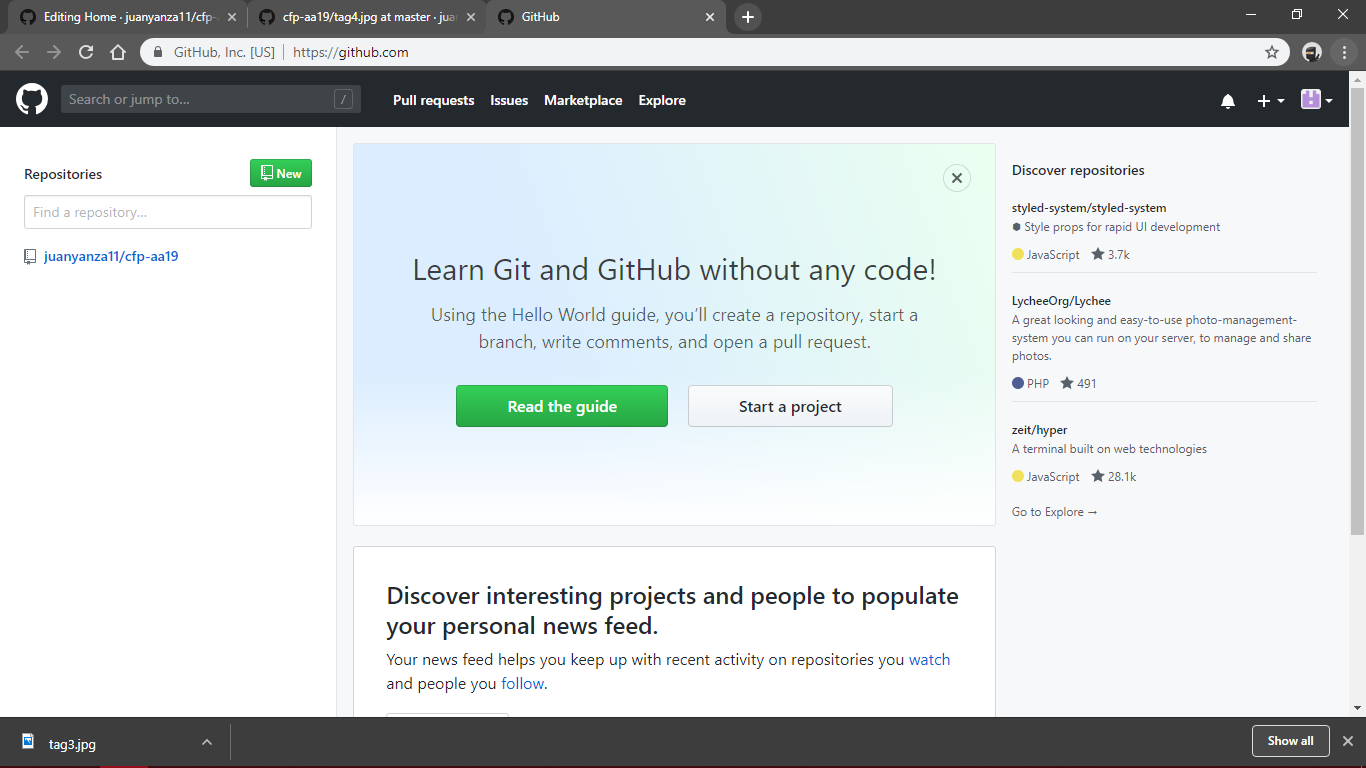 Editing Home · juanyanza11/cfp-
cfp-aa19/tag4.jpg at master · jua
GitHub
GitHub, Inc. [US] | https://github.com
Search or jump to... /
Pull requests Issues Marketplace Explore
Repositories
New
Find a repository...
juanyanza11/cfp-aa19
Learn Git and GitHub without any code!
Using the Hello World guide, you’ll create a repository, start a
branch, write comments, and open a pull request.
Read the guide
Start a project
Discover interesting projects and people to populate
your personal news feed.
Your news feed helps you keep up with recent activity on repositories you watch
and people you follow.
Discover repositories
styled-system/styled-system
⬢ Style props for rapid UI development
JavaScript ★ 3.7k
LycheeOrg/Lychee
A great looking and easy-to-use photo-management-
system you can run on your server, to manage and share
photos.
PHP ★ 491
zeit/hyper
A terminal built on web technologies
JavaScript ★ 28.1k
Go to Explore →
tag3.jpg
Show all